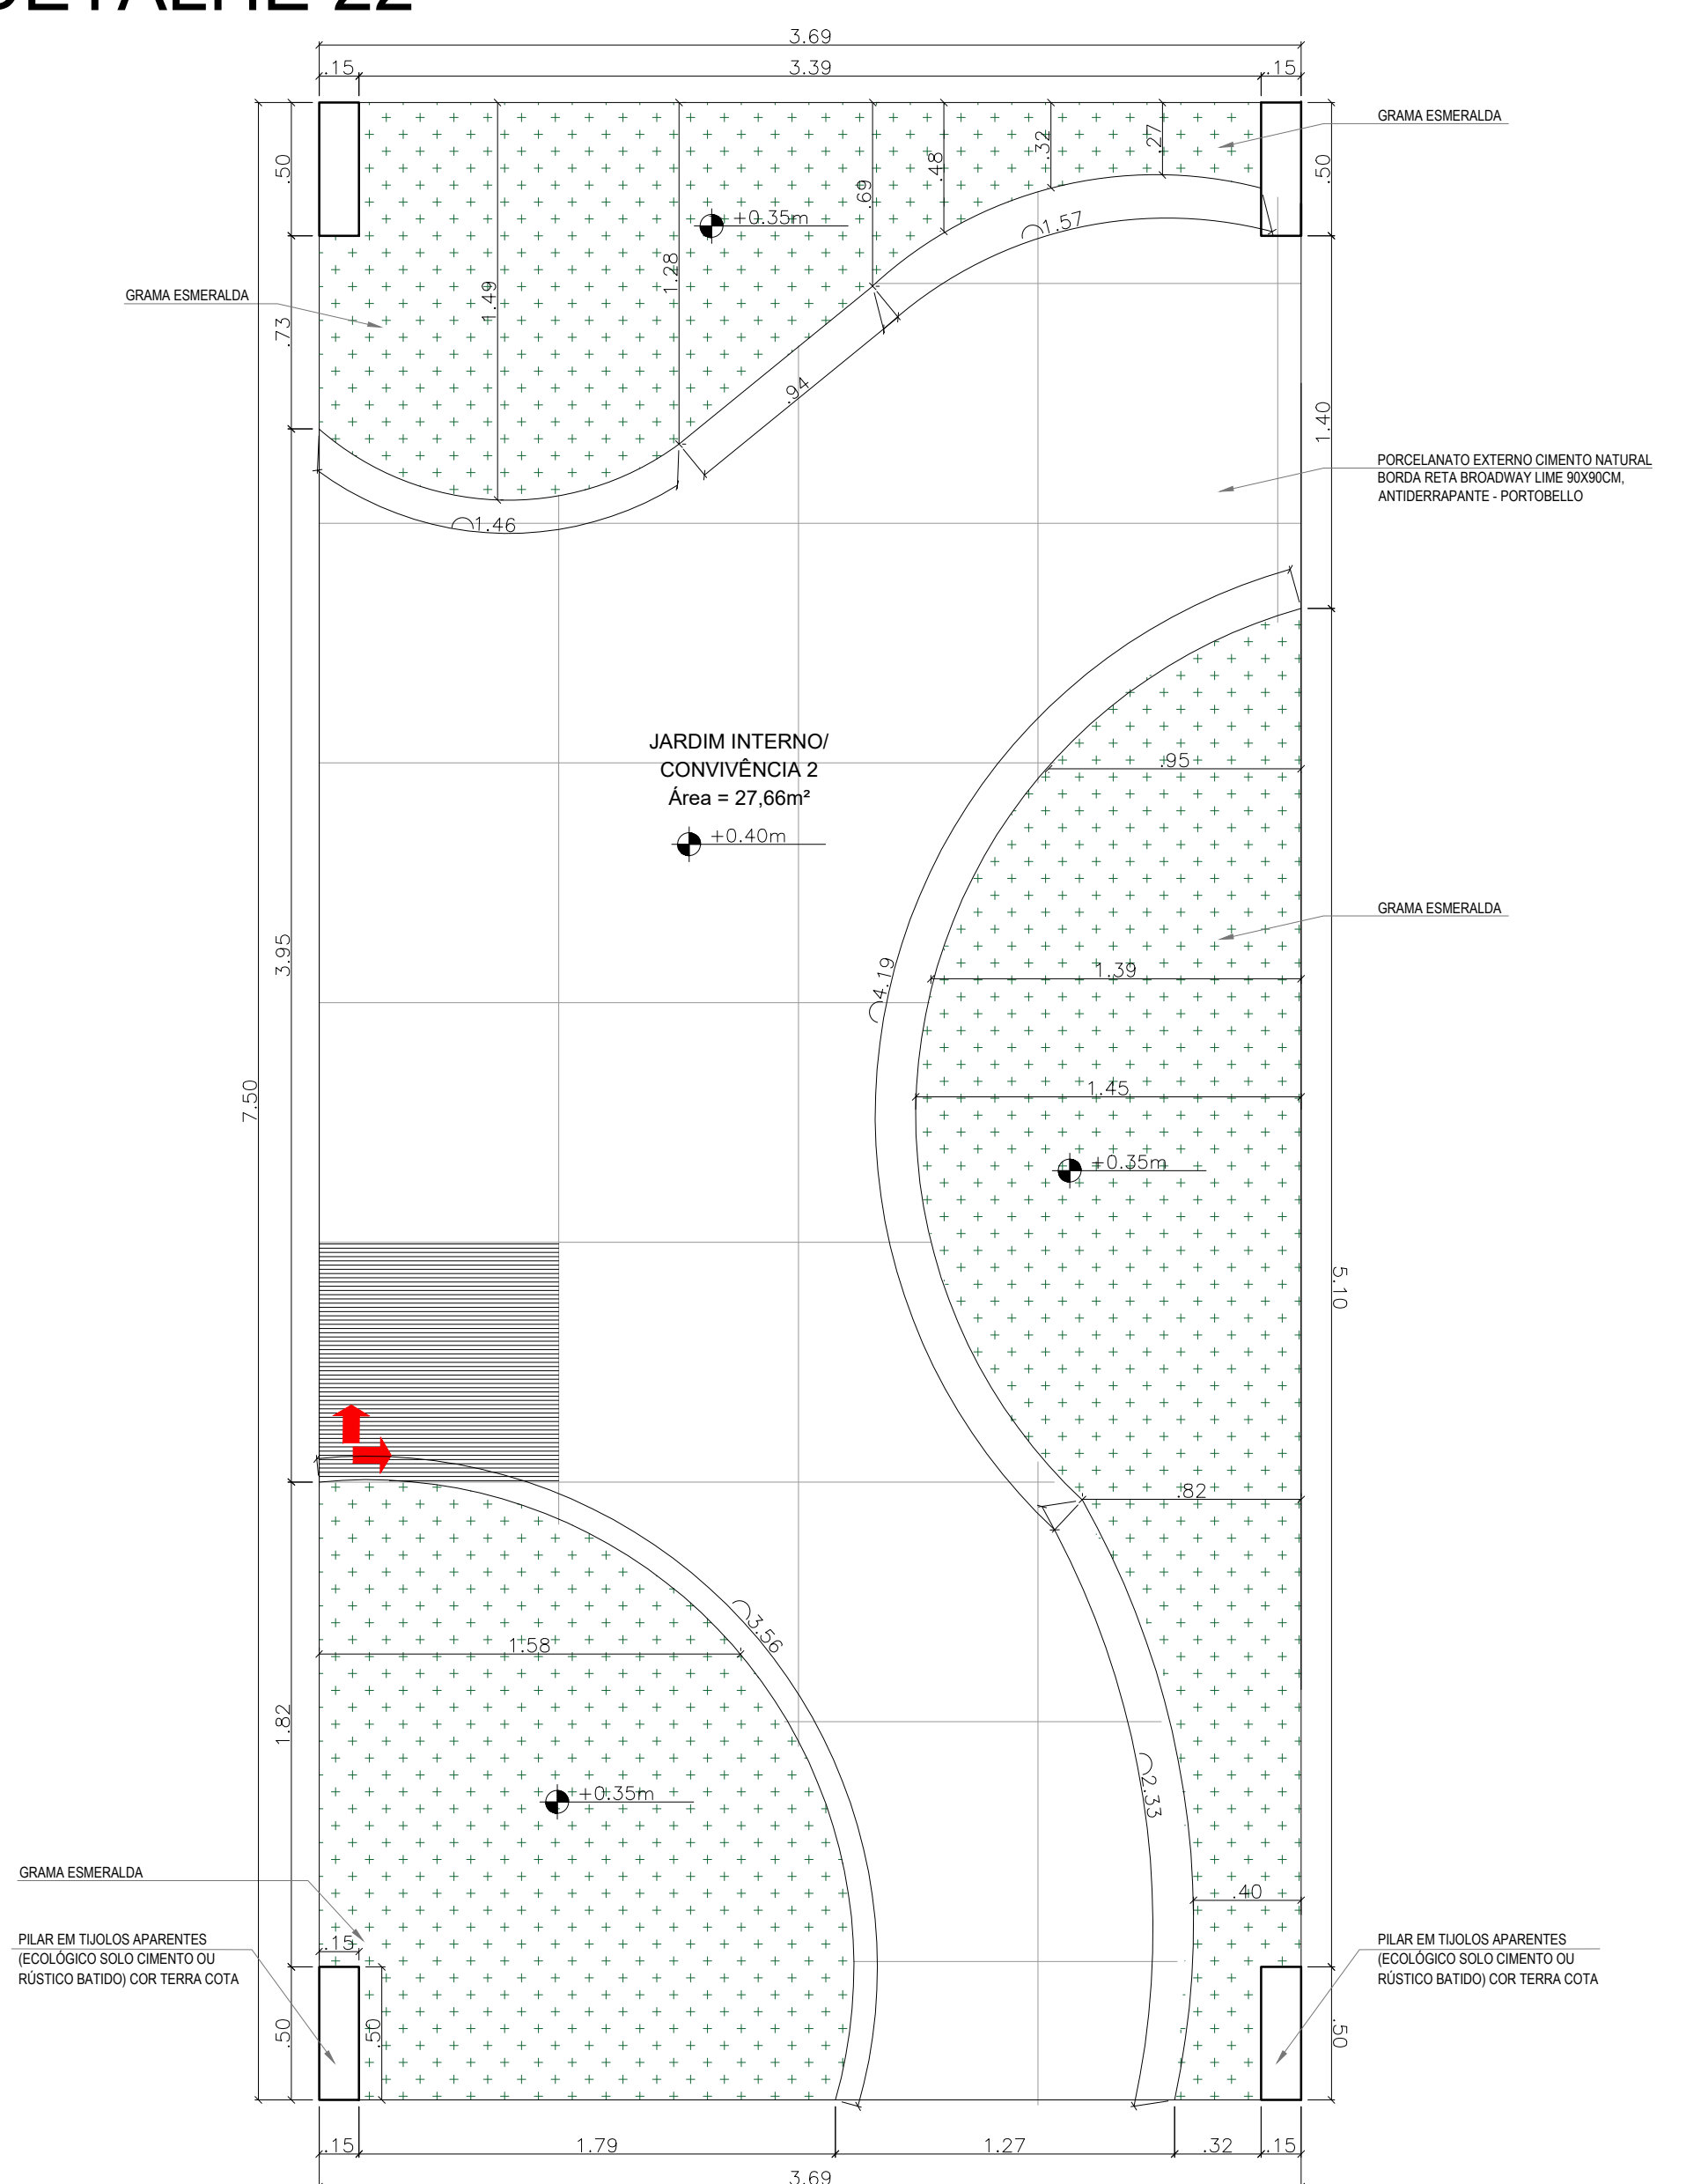 DETALHE 22
3.69
.15
3.39
.15
GRAMA ESMERALDA
.50
.32
.27
.48
.69
.50
+0.35m
1.57
1.28
1.49
GRAMA ESMERALDA
.73
.94
1.40
PORCELANATO EXTERNO CIMENTO NATURAL
BORDA RETA BROADWAY LIME 90X90CM,
ANTIDERRAPANTE - PORTOBELLO
1.46
JARDIM INTERNO/
CONVIVÊNCIA 2
Área = 27,66m²
+0.40m
.95
GRAMA ESMERALDA
3.95
4.19
1.39
7.50
1.45
+0.35m
5.10
.82
3.56
1.58
1.82
+0.35m
2.33
GRAMA ESMERALDA
.40
PILAR EM TIJOLOS APARENTES
(ECOLÓGICO SOLO CIMENTO OU
RÚSTICO BATIDO) COR TERRA COTA
.15
PILAR EM TIJOLOS APARENTES
(ECOLÓGICO SOLO CIMENTO OU
RÚSTICO BATIDO) COR TERRA COTA
.50
.50
.50
.15
1.79
1.27
.32
.15
3.69